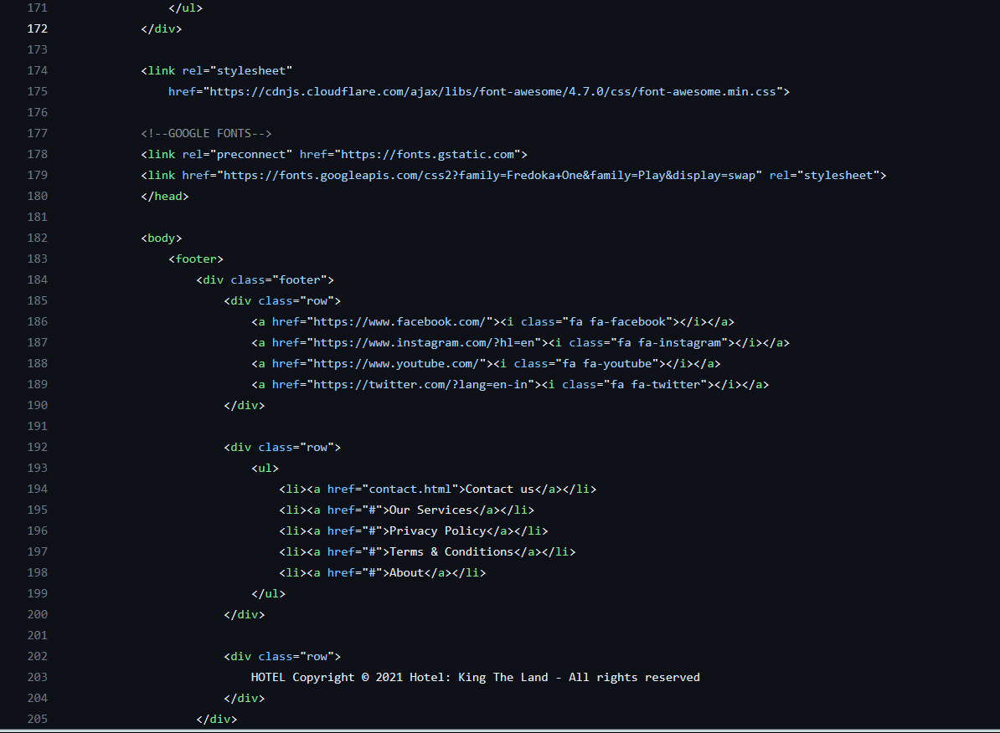 171 </ul>
172 </div>
173
174 <link rel="stylesheet"
175 href="https://cdnjs.cloudflare.com/ajax/libs/font-awesome/4.7.0/css/font-awesome.min.css">
176
177 <!--GOOGLE FONTS-->
178 <link rel="preconnect" href="https://fonts.gstatic.com">
179 <link href="https://fonts.googleapis.com/css2?family=Fredoka+One&family=Play&display=swap" rel="stylesheet">
180 </head>
181
182 <body>
183 <footer>
184 <div class="footer">
185 <div class="row">
186 <a href="https://www.facebook.com/"><i class="fa fa-facebook"></i></a>
187 <a href="https://www.instagram.com/?hl=en"><i class="fa fa-instagram"></i></a>
188 <a href="https://www.youtube.com/"><i class="fa fa-youtube"></i></a>
189 <a href="https://twitter.com/?lang=en-in"><i class="fa fa-twitter"></i></a>
190 </div>
191
192 <div class="row">
193 <ul>
194 <li><a href="contact.html">Contact us</a></li>
195 <li><a href="#">Our Services</a></li>
196 <li><a href="#">Privacy Policy</a></li>
197 <li><a href="#">Terms & Conditions</a></li>
198 <li><a href="#">About</a></li>
199 </ul>
200 </div>
201
202 <div class="row">
203 HOTEL Copyright © 2021 Hotel: King The Land - All rights reserved
204 </div>
205 </div>